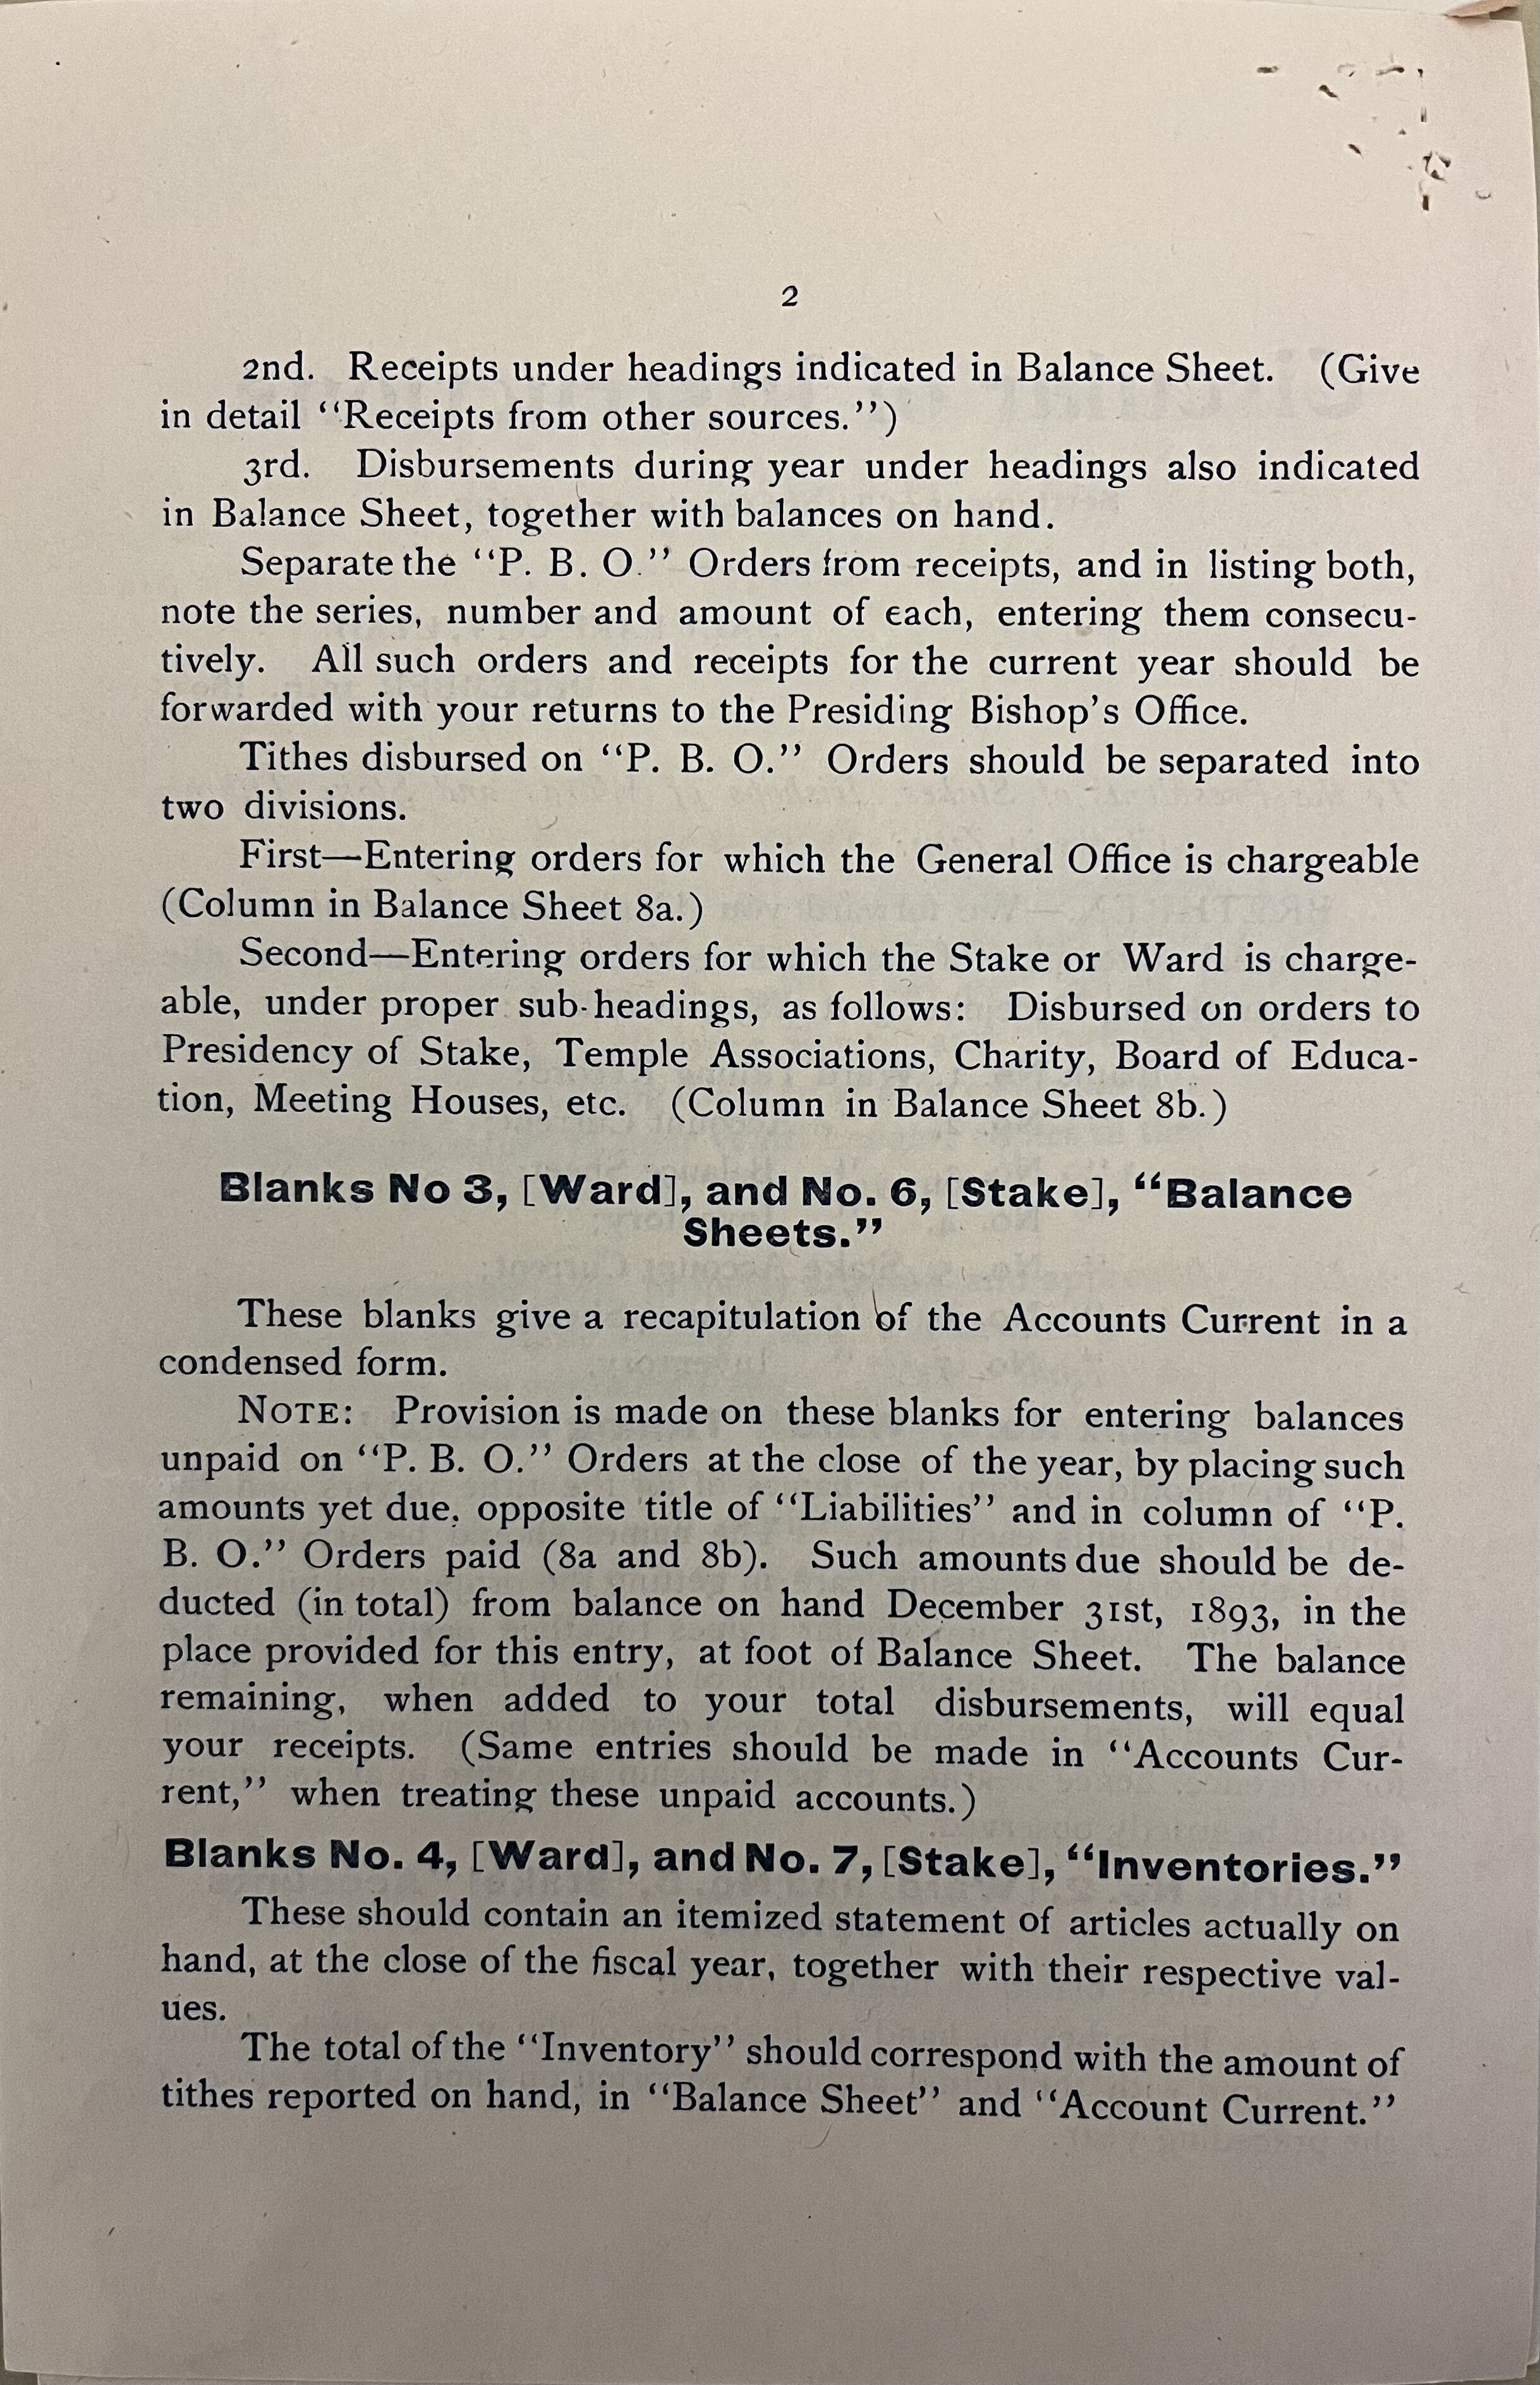 2
2nd. Receipts under headings indicated in Balance Sheet. (Give
in detail “Receipts from other sources.”)
3rd. Disbursements during year under headings also indicated
in Balance Sheet, together with balances on hand.
Separate the “P. B. O.” Orders from receipts, and in listing both,
note the series, number and amount of each, entering them consecu-
tively. All such orders and receipts for the current year should be
forwarded with your returns to the Presiding Bishop’s Office.
Tithes disbursed on “P. B. O.” Orders should be separated into
two divisions.
First—Entering orders for which the General Office is chargeable
(Column in Balance Sheet 8a.)
Second—Entering orders for which the Stake or Ward is charge-
able, under proper sub-headings, as follows: Disbursed on orders to
Presidency of Stake, Temple Associations, Charity, Board of Educa-
tion, Meeting Houses, etc. (Column in Balance Sheet 8b.)
Blanks No 3, [Ward], and No. 6, [Stake], “Balance
Sheets.”
These blanks give a recapitulation of the Accounts Current in a
condensed form.
NOTE: Provision is made on these blanks for entering balances
unpaid on “P. B. O.” Orders at the close of the year, by placing such
amounts yet due, opposite title of “Liabilities” and in column of “P.
B. O.” Orders paid (8a and 8b). Such amounts due should be de-
ducted (in total) from balance on hand December 31st, 1893, in the
place provided for this entry, at foot of Balance Sheet. The balance
remaining, when added to your total disbursements, will equal
your receipts. (Same entries should be made in “Accounts Cur-
rent,” when treating these unpaid accounts.)
Blanks No. 4, [Ward], and No. 7, [Stake], “Inventories.”
These should contain an itemized statement of articles actually on
hand, at the close of the fiscal year, together with their respective val-
ues.
The total of the “Inventory” should correspond with the amount of
tithes reported on hand, in “Balance Sheet” and “Account Current.”